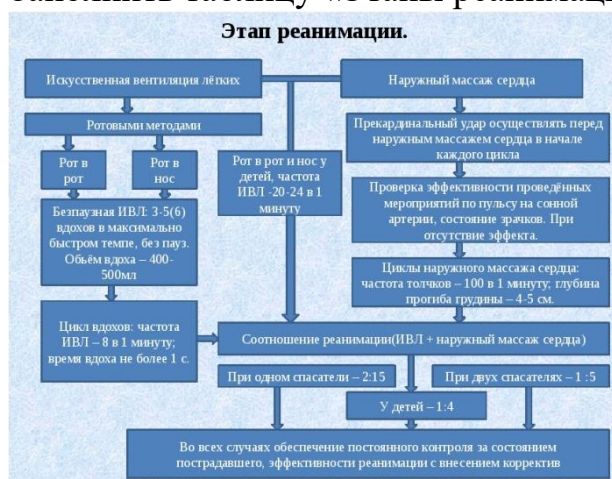 Этап реанимации.
Искусственная вентиляция лёгких
Наружный массаж сердца
Ротовыми методами
Рот в
рот
Рот в
нос
Рот в рот и нос у
детей, частота
ИВЛ -20-24 в 1
минуту
Прекардинальный удар осуществлять перед
наружным массажем сердца в начале
каждого цикла
Безпаузная ИВЛ: 3-5(6)
вдохов в максимально
быстром темпе, без пауз.
Обьём вдоха – 400-
500мл
Проверка эффективности проведённых
мероприятий по пульсу на сонной
артерии, состояние зрачков. При
отсутствие эффекта.
Циклы наружного массажа сердца:
частота толчков – 100 в 1 минуту; глубина
прогиба грудины – 4-5 см.
Цикл вдохов: частота
ИВЛ – 8 в 1 минуту;
время вдоха не более 1 с.
Соотношение реанимации(ИВЛ + наружный массаж сердца)
При одном спасатели – 2:15
При двух спасателях – 1 :5
У детей – 1:4
Во всех случаях обеспечение постоянного контроля за состоянием
пострадавшего, эффективности реанимации с внесением корректив